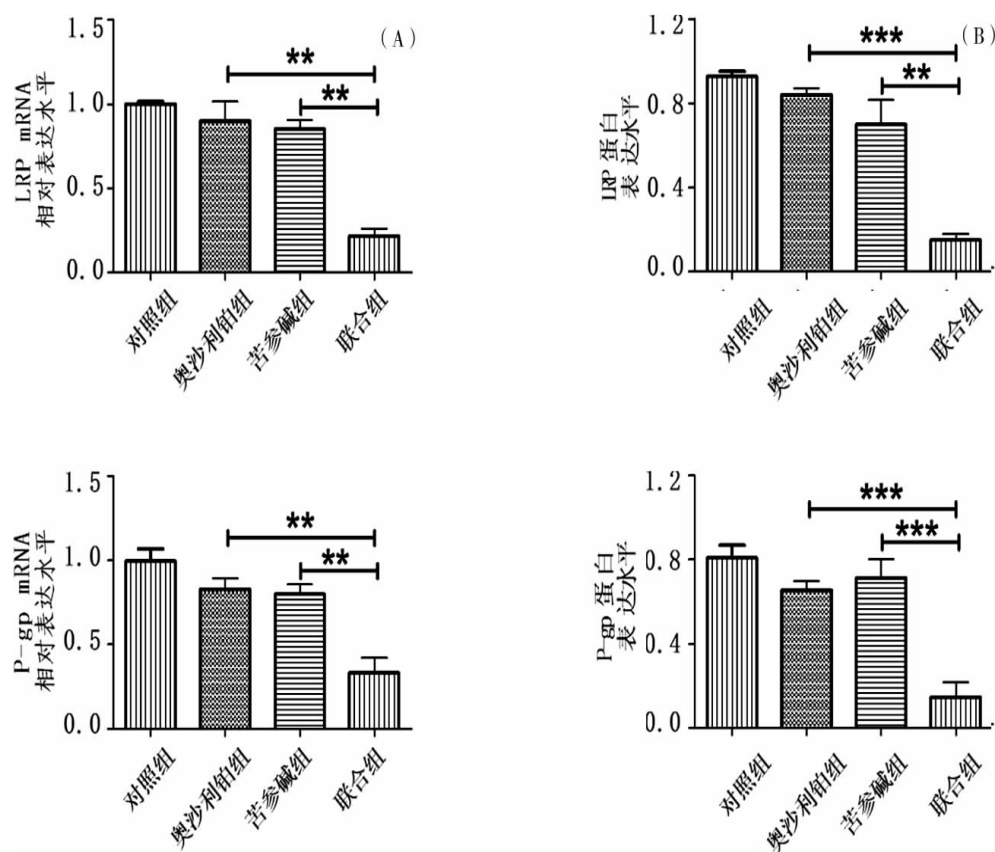 (A)
LRP mRNA
相对表达水平
1.5
1.0
0.5
0.0
**
**
对照组
奥沙利铂组
苦参碱组
联合组
(B)
LRP 蛋白
表达水平
1.2
0.8
0.4
0.0
***
**
对照组
奥沙利铂组
苦参碱组
联合组
P-gp mRNA
相对表达水平
1.5
1.0
0.5
0.0
**
**
对照组
奥沙利铂组
苦参碱组
联合组
P-gp 蛋白
表达水平
1.2
0.8
0.4
0.0
***
***
对照组
奥沙利铂组
苦参碱组
联合组